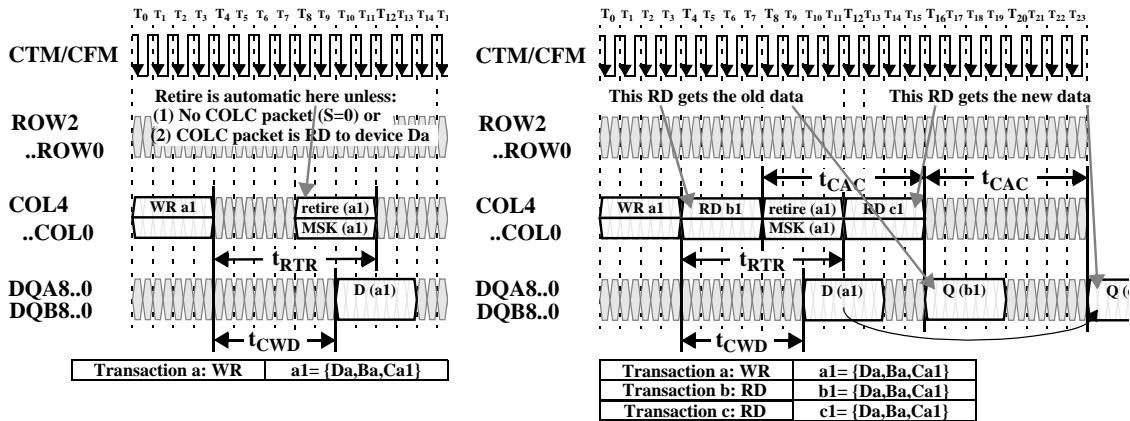 T0 T1 T2 T3 T4 T5 T6 T7 T8 T9 T10 T11 T12 T13 T14 T1
CTM/CFM
Retire is automatic here unless:
(1) No COLC packet (S=0) or
(2) COLC packet is RD to device Da
ROW2
..ROW0
COL4
..COL0
WR a1
retire (a1)
MSK (a1)
tRTR
DQA8..0
DQB8..0
D (a1)
tCWD
Transaction a: WR a1= {Da,Ba,Ca1}
T0 T1 T2 T3 T4 T5 T6 T7 T8 T9 T10 T11 T12 T13 T14 T15 T16 T17 T18 T19 T20 T21 T22 T23
CTM/CFM
This RD gets the old data
This RD gets the new data
ROW2
..ROW0
tCAC
tCAC
COL4
..COL0
WR a1
RD b1
retire (a1)
MSK (a1)
RD c1
tRTR
DQA8..0
DQB8..0
D (a1)
Q (b1)
Q (
tCWD
Transaction a: WR a1= {Da,Ba,Ca1}
Transaction b: RD b1= {Da,Ba,Ca1}
Transaction c: RD c1= {Da,Ba,Ca1}